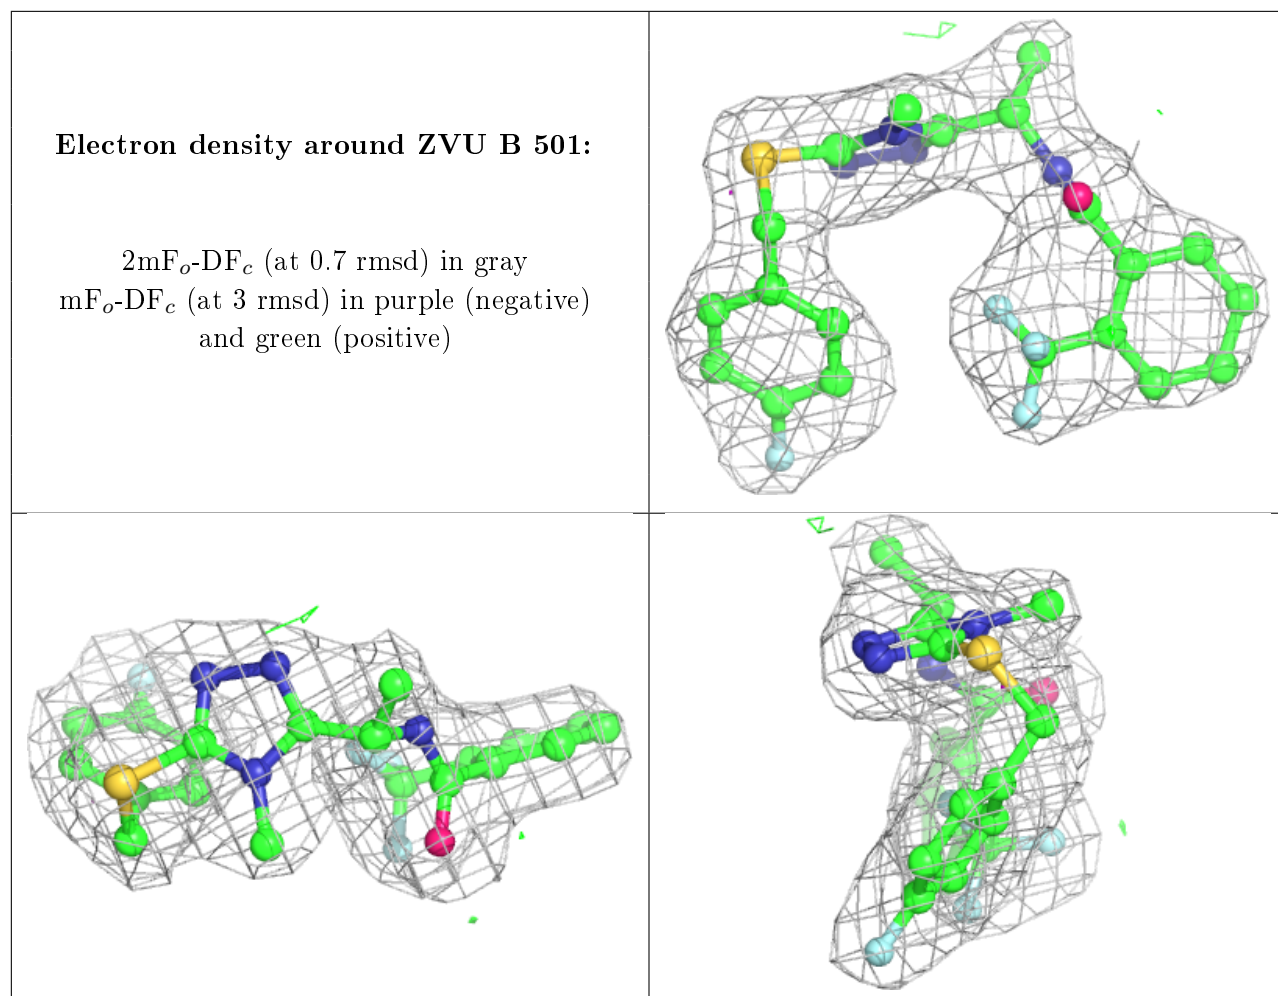 Electron density around ZVU B 501:
2mFo-DFc (at 0.7 rmsd) in gray
mFo-DFc (at 3 rmsd) in purple (negative)
and green (positive)